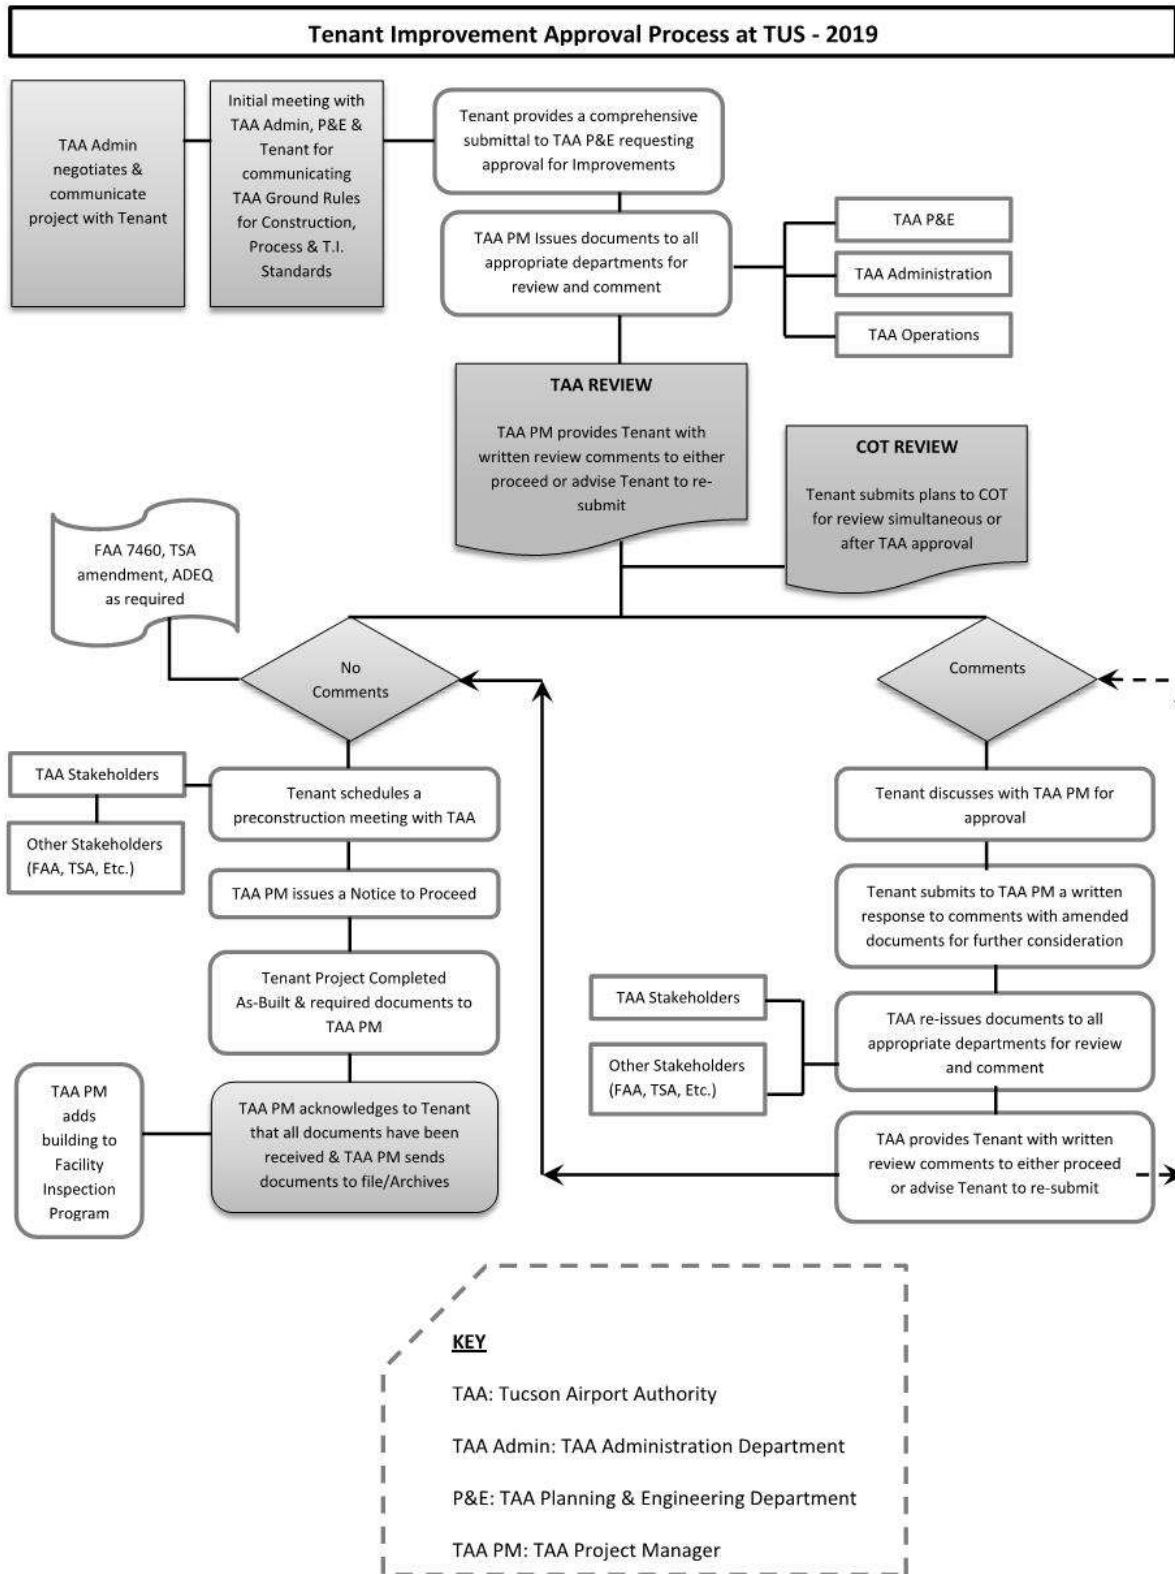 Tenant Improvement Approval Process at TUS - 2019
TAA Admin
negotiates &
communicate
project with Tenant
Initial meeting with
TAA Admin, P&E &
Tenant for
communicating
TAA Ground Rules
for Construction,
Process & T.I.
Standards
Tenant provides a comprehensive
submittal to TAA P&E requesting
approval for Improvements
TAA PM Issues documents to all
appropriate departments for
review and comment
TAA P&E
TAA Administration
TAA Operations
TAA REVIEW
TAA PM provides Tenant with
written review comments to either
proceed or advise Tenant to re-
submit
COT REVIEW
Tenant submits plans to COT
for review simultaneous or
after TAA approval
FAA 7460, TSA
amendment, ADEQ
as required
No
Comments
Comments
TAA Stakeholders
Other Stakeholders
(FAA, TSA, Etc.)
Tenant schedules a
preconstruction meeting with TAA
TAA PM issues a Notice to Proceed
Tenant Project Completed
As-Built & required documents to
TAA PM
TAA PM acknowledges to Tenant
that all documents have been
received & TAA PM sends
documents to file/Archives
TAA PM
adds
building to
Facility
Inspection
Program
Tenant discusses with TAA PM for
approval
Tenant submits to TAA PM a written
response to comments with amended
documents for further consideration
TAA Stakeholders
Other Stakeholders
(FAA, TSA, Etc.)
TAA re-issues documents to all
appropriate departments for review
and comment
TAA provides Tenant with written
review comments to either proceed
or advise Tenant to re-submit
KEY
TAA: Tucson Airport Authority
TAA Admin: TAA Administration Department
P&E: TAA Planning & Engineering Department
TAA PM: TAA Project Manager